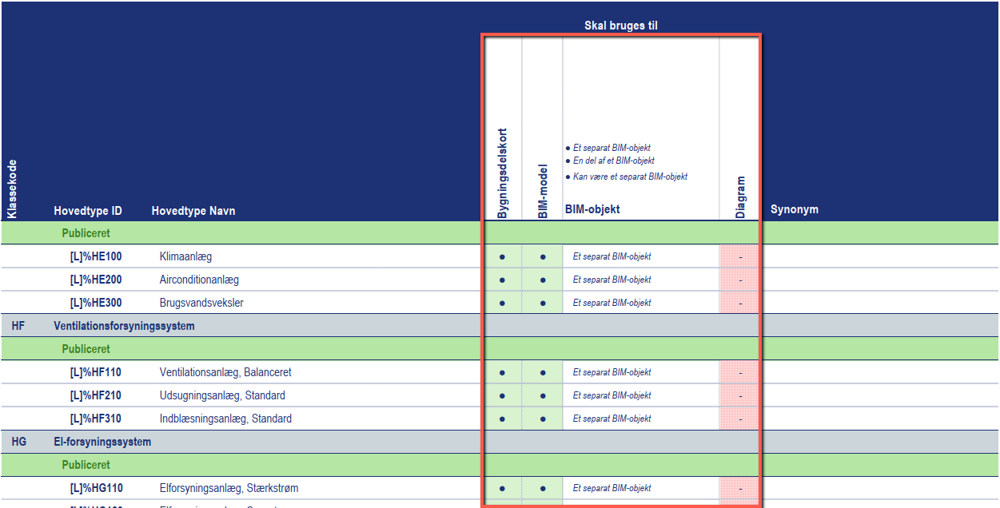 Skal bruges til
Klassekode
Hovedtype ID Hovedtype Navn
Bygningsdelskort
BIM-model
● Et separat BIM-objekt
● En del af et BIM-objekt
● Kan være et separat BIM-objekt
BIM-objekt
Diagram
Synonym
Publiceret
[L]%HE100 Klimaanlæg ● ● Et separat BIM-objekt -
[L]%HE200 Airconditionanlæg ● ● Et separat BIM-objekt -
[L]%HE300 Brugsvandsveksler ● ● Et separat BIM-objekt -
HF Ventilationsforsyningssystem
Publiceret
[L]%HF110 Ventilationsanlæg, Balanceret ● ● Et separat BIM-objekt -
[L]%HF210 Udsugningsanlæg, Standard ● ● Et separat BIM-objekt -
[L]%HF310 Indblæsningsanlæg, Standard ● ● Et separat BIM-objekt -
HG El-forsyningssystem
Publiceret
[L]%HG110 Elforsyningsanlæg, Stærkstrøm ● ● Et separat BIM-objekt -